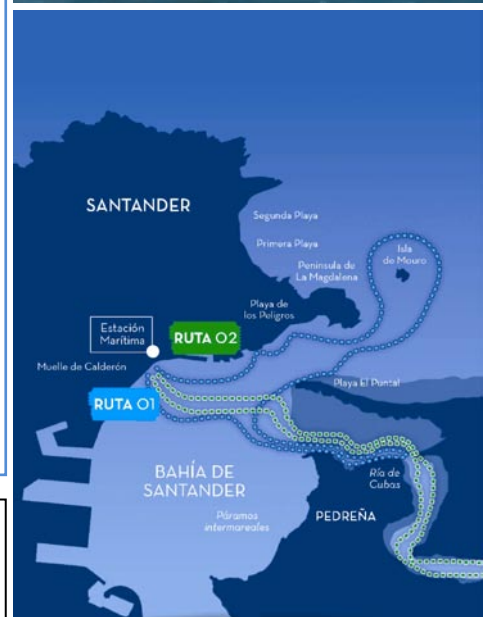 SANTANDER
Segunda Playa
Primera Playa
Península de
La Magdalena
Isla
de Mouro
Playa de
los Peligros
Estación
Marítima
RUTA 02
Muelle de Calderón
Playa El Puntal
RUTA 01
BAHÍA DE
SANTANDER
Ría de
Cubas
Páramos
intermareales
PEDREÑA